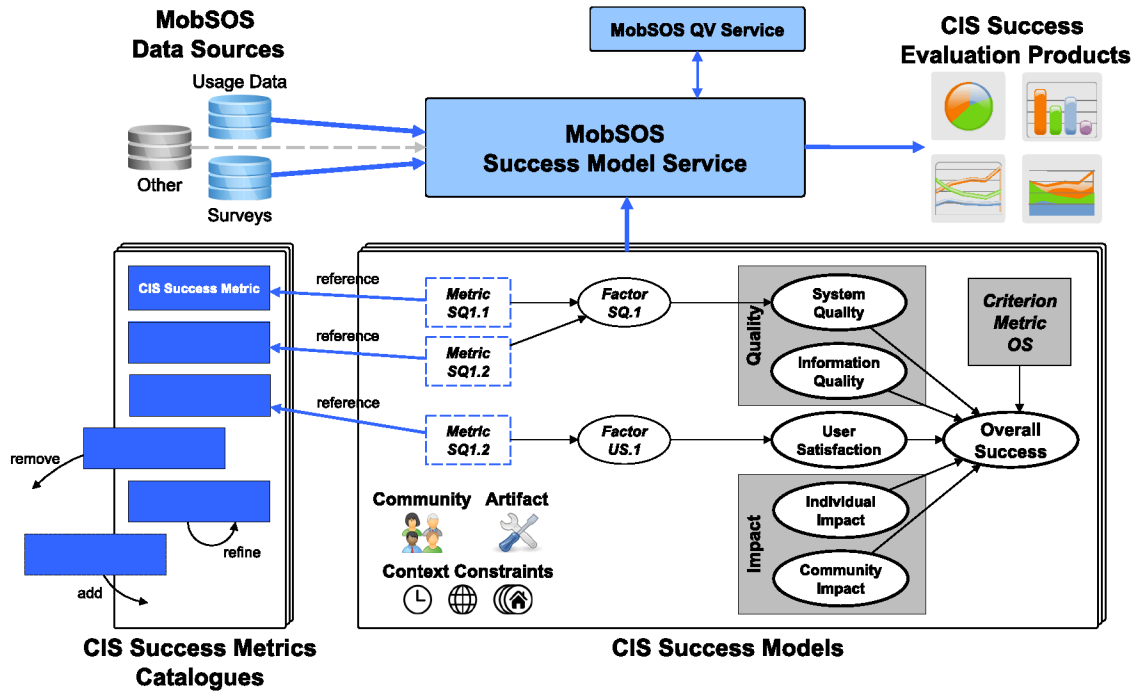 MobSOS
Data Sources
Usage Data
Other
Surveys
MobSOS QV Service
MobSOS
Success Model Service
CIS Success
Evaluation Products
CIS Success Metric
remove
refine
add
CIS Success Metrics
Catalogues
reference
reference
reference
Metric
SQ1.1
Metric
SQ1.2
Metric
SQ1.2
Factor
SQ.1
Factor
US.1
Quality
System
Quality
Information
Quality
User
Satisfaction
Impact
Individual
Impact
Community
Impact
Criterion
Metric
OS
Overall
Success
Community
Artifact
Context Constraints
CIS Success Models